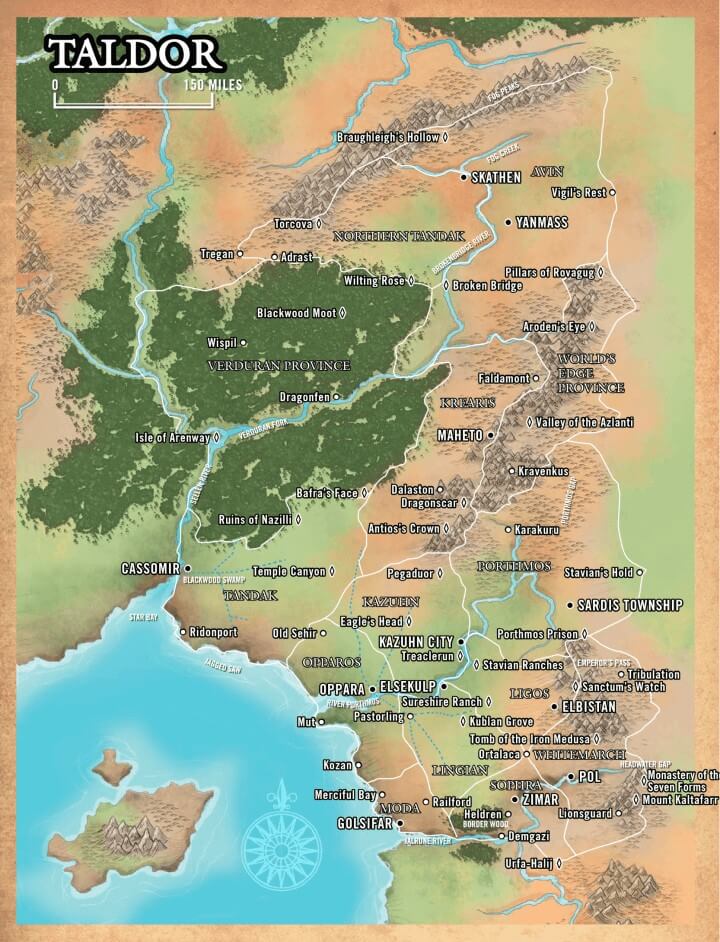 TALDOR
0 150 MILES
FOG PEAKS
Braughleigh's Hollow
FOG CREEK
SKATHEN
AVIN
Vigil's Rest
Torcova
YANMASS
NORTHERN TANDAK
Tregan
Adrast
BROKENBRIDGE RIVER
Pillars of Rovagug
Wilting Rose
Broken Bridge
Blackwood Moot
Aroden's Eye
Wispil
VERDURAN PROVINCE
WORLD'S
EDGE
PROVINCE
Faldamont
Dragonfen
KREARIS
Valley of the Azlanti
VERDURAN FORK
Isle of Arenway
MAHETO
Kravenkus
SELLEN RIVER
Bafra's Face
Dalaston
Dragonscar
PORTHMOS GAP
Ruins of Nazilli
Antios's Crown
Karakuru
CASSOMIR
BLACKWOOD SWAMP
Temple Canyon
Pegaduor
PORTHMOS
Stavian's Hold
TANDAK
KAZUHN
SARDIS TOWNSHIP
STAR BAY
Ridonport
Old Sehir
Eagle's Head
Porthmos Prison
KAZUHN CITY
Treaclerun
JAGGED SAW
OPPAROS
Stavian Ranches
EMPEROR'S PASS
Tribulation
OPPARA
ELSEKULP
Sanctum's Watch
LIGOS
RIVER PORTHMOS
Sureshire Ranch
ELBISTAN
Mut
Pastorling
Kublan Grove
Tomb of the Iron Medusa
Ortalaca
WHITEMARCH
Kozan
LINGIAN
HEADWATER GAP
POL
Monastery of the
Seven Forms
SOPHRA
Merciful Bay
MODA
Railford
ZIMAR
Mount Kaltafarr
Heldren
Lionsguard
GOLSIFAR
BORDER WOOD
Demgazi
JALRUNE RIVER
Urfa-Halij